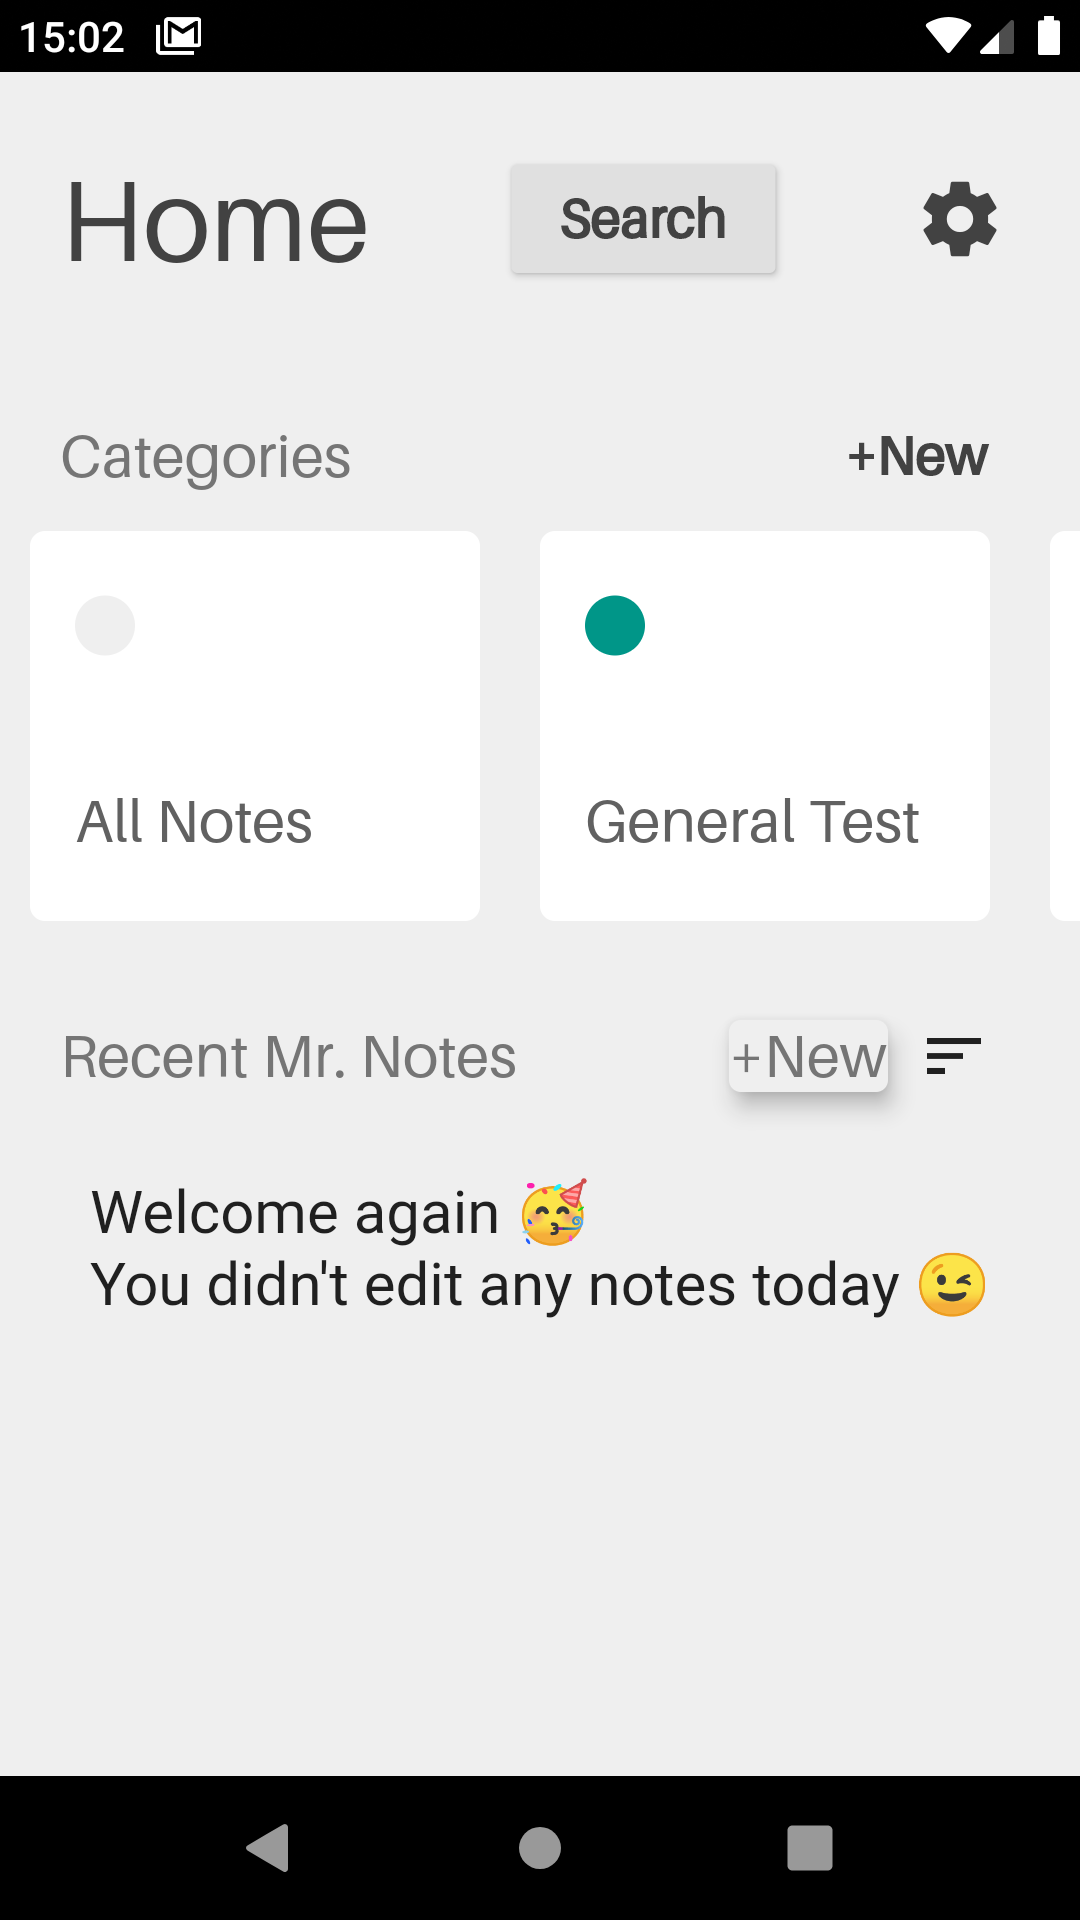 15:02
Home
Search
Categories
+New
All Notes
General Test
Recent Mr. Notes
+New
Welcome again 🥳
You didn't edit any notes today 😉